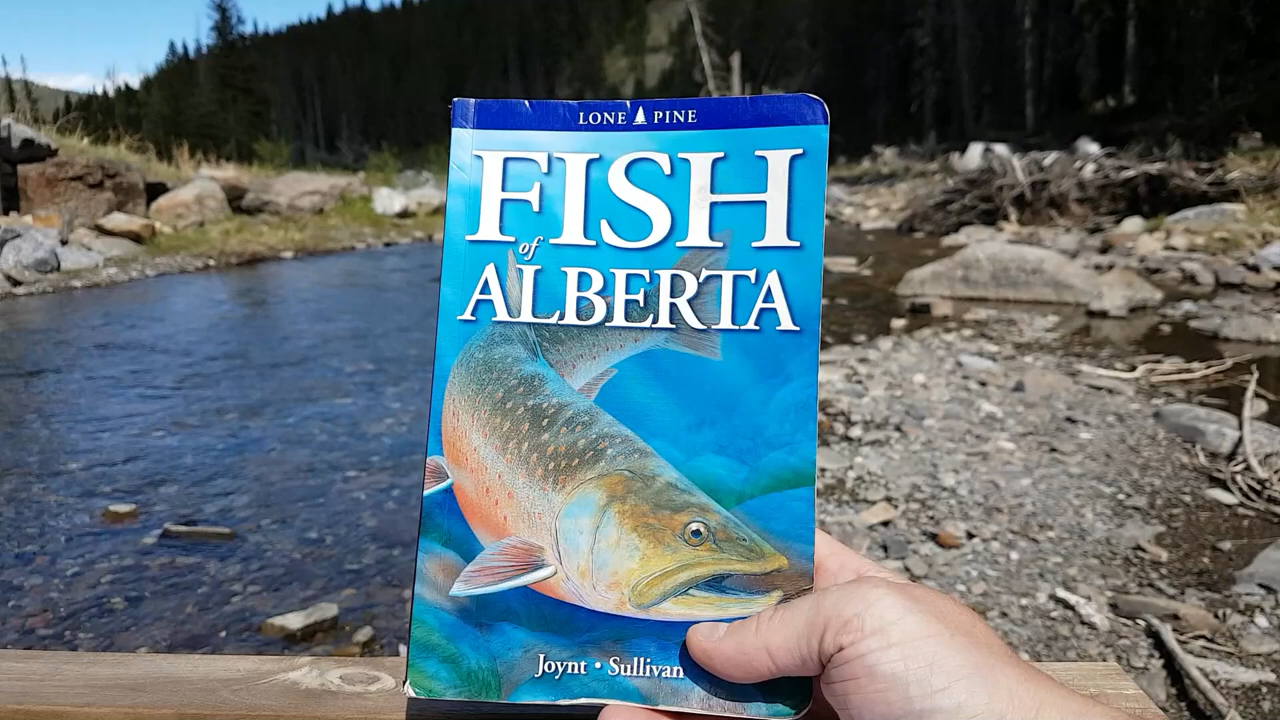 LONE PINE
FISH
of
ALBERTA
Joynt • Sullivan